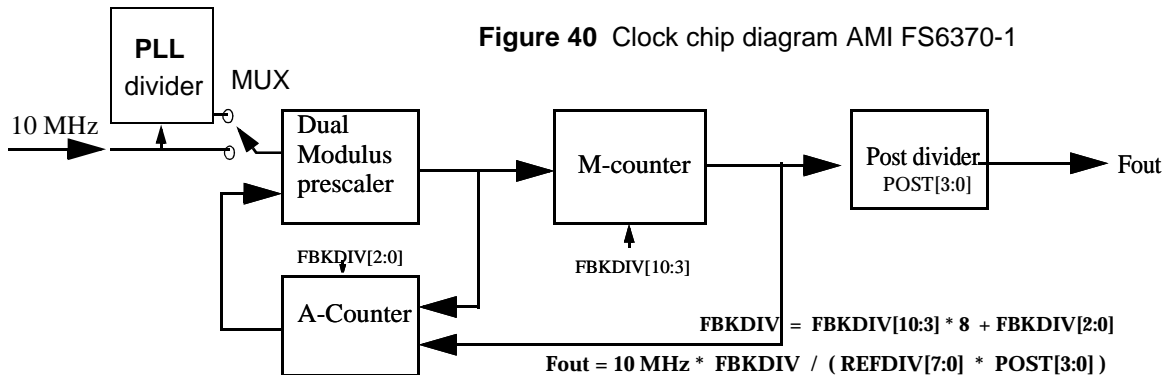 Figure 40 Clock chip diagram AMI FS6370-1
PLL
divider
MUX
10 MHz
Dual
Modulus
prescaler
M-counter
Post divider
POST[3:0]
Fout
FBKDIV[2:0]
FBKDIV[10:3]
A-Counter
FBKDIV = FBKDIV[10:3] * 8 + FBKDIV[2:0]
Fout = 10 MHz * FBKDIV / ( REFDIV[7:0] * POST[3:0] )